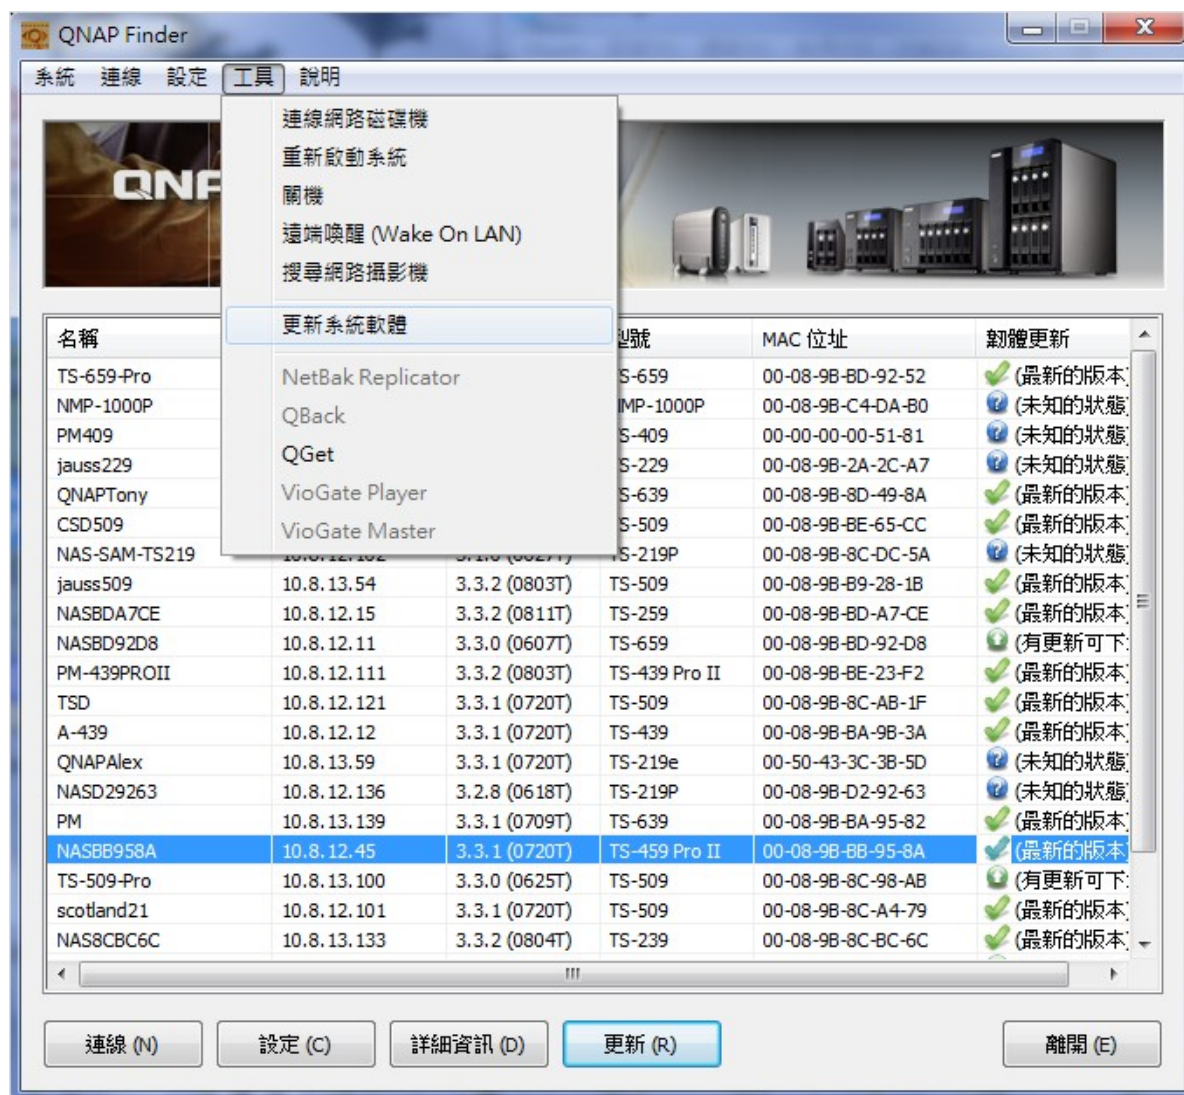 QNAP Finder
系統 連線 設定 工具 說明
連線網路磁碟機
重新啟動系統
關機
遠端喚醒 (Wake On LAN)
搜尋網路攝影機
更新系統軟體
NetBak Replicator
QBack
QGet
VioGate Player
VioGate Master
名稱 MAC 位址 韌體更新
TS-659-Pro 00-08-9B-BD-92-52 (最新的版本)
NMP-1000P 00-08-9B-C4-DA-B0 (未知的狀態)
PM409 00-00-00-00-51-81 (未知的狀態)
jauss229 00-08-9B-2A-2C-A7 (未知的狀態)
QNAPTony 00-08-9B-8D-49-8A (最新的版本)
CSD509 00-08-9B-BE-65-CC (最新的版本)
NAS-SAM-TS219 TS-219P 00-08-9B-8C-DC-5A (未知的狀態)
jauss509 10.8.13.54 3.3.2 (0803T) TS-509 00-08-9B-B9-28-1B (最新的版本)
NASBDA7CE 10.8.12.15 3.3.2 (0811T) TS-259 00-08-9B-BD-A7-CE (最新的版本)
NASBD92D8 10.8.12.11 3.3.0 (0607T) TS-659 00-08-9B-BD-92-D8 (有更新可下
PM-439PROII 10.8.12.111 3.3.2 (0803T) TS-439 Pro II 00-08-9B-BE-23-F2 (最新的版本)
TSD 10.8.12.121 3.3.1 (0720T) TS-509 00-08-9B-8C-AB-1F (最新的版本)
A-439 10.8.12.12 3.3.1 (0720T) TS-439 00-08-9B-BA-9B-3A (最新的版本)
QNAPAlex 10.8.13.59 3.3.1 (0720T) TS-219e 00-50-43-3C-3B-5D (未知的狀態)
NASD29263 10.8.12.136 3.2.8 (0618T) TS-219P 00-08-9B-D2-92-63 (未知的狀態)
PM 10.8.13.139 3.3.1 (0709T) TS-639 00-08-9B-BA-95-82 (最新的版本)
NASBB958A 10.8.12.45 3.3.1 (0720T) TS-459 Pro II 00-08-9B-BB-95-8A (最新的版本)
TS-509-Pro 10.8.13.100 3.3.0 (0625T) TS-509 00-08-9B-8C-98-AB (有更新可下
scotland21 10.8.12.101 3.3.1 (0720T) TS-509 00-08-9B-8C-A4-79 (最新的版本)
NAS8CBC6C 10.8.13.133 3.3.2 (0804T) TS-239 00-08-9B-8C-BC-6C (最新的版本)
連線 (N) 設定 (C) 詳細資訊 (D) 更新 (R) 離開 (E)